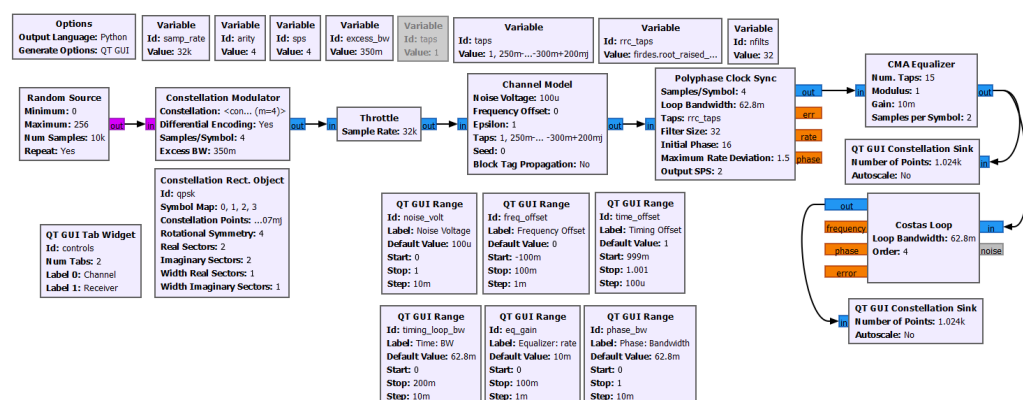 Options
Output Language: Python
Generate Options: QT GUI
Variable
Id: samp_rate
Value: 32k
Variable
Id: arity
Value: 4
Variable
Id: sps
Value: 4
Variable
Id: excess_bw
Value: 350m
Variable
Id: taps
Value: 1
Variable
Id: taps
Value: 1, 250m-...-300m+200mj
Variable
Id: rrc_taps
Value: firdes.root_raised_...
Variable
Id: nfilts
Value: 32
Random Source
Minimum: 0
Maximum: 256
Num Samples: 10k
Repeat: Yes
out
in
Constellation Modulator
Constellation: <con... (m=4)>
Differential Encoding: Yes
Samples/Symbol: 4
Excess BW: 350m
out
in
Throttle
Sample Rate: 32k
out
in
Channel Model
Noise Voltage: 100u
Frequency Offset: 0
Epsilon: 1
Taps: 1, 250m-... -300m+200mj
Seed: 0
Block Tag Propagation: No
out
in
Polyphase Clock Sync
Samples/Symbol: 4
Loop Bandwidth: 62.8m
Taps: rrc_taps
Filter Size: 32
Initial Phase: 16
Maximum Rate Deviation: 1.5
Output SPS: 2
out
err
rate
phase
in
CMA Equalizer
Num. Taps: 15
Modulus: 1
Gain: 10m
Samples per Symbol: 2
out
QT GUI Constellation Sink
Number of Points: 1.024k
Autoscale: No
in
Constellation Rect. Object
Id: qpsk
Symbol Map: 0, 1, 2, 3
Constellation Points: ...07mj
Rotational Symmetry: 4
Real Sectors: 2
Imaginary Sectors: 2
Width Real Sectors: 1
Width Imaginary Sectors: 1
QT GUI Tab Widget
Id: controls
Num Tabs: 2
Label 0: Channel
Label 1: Receiver
QT GUI Range
Id: noise_volt
Label: Noise Voltage
Default Value: 100u
Start: 0
Stop: 1
Step: 10m
QT GUI Range
Id: freq_offset
Label: Frequency Offset
Default Value: 0
Start: -100m
Stop: 100m
Step: 1m
QT GUI Range
Id: time_offset
Label: Timing Offset
Default Value: 1
Start: 999m
Stop: 1.001
Step: 100u
out
frequency
phase
error
Costas Loop
Loop Bandwidth: 62.8m
Order: 4
in
noise
QT GUI Range
Id: timing_loop_bw
Label: Time: BW
Default Value: 62.8m
Start: 0
Stop: 200m
Step: 10m
QT GUI Range
Id: eq_gain
Label: Equalizer: rate
Default Value: 10m
Start: 0
Stop: 100m
Step: 1m
QT GUI Range
Id: phase_bw
Label: Phase: Bandwidth
Default Value: 62.8m
Start: 0
Stop: 1
Step: 10m
in
QT GUI Constellation Sink
Number of Points: 1.024k
Autoscale: No